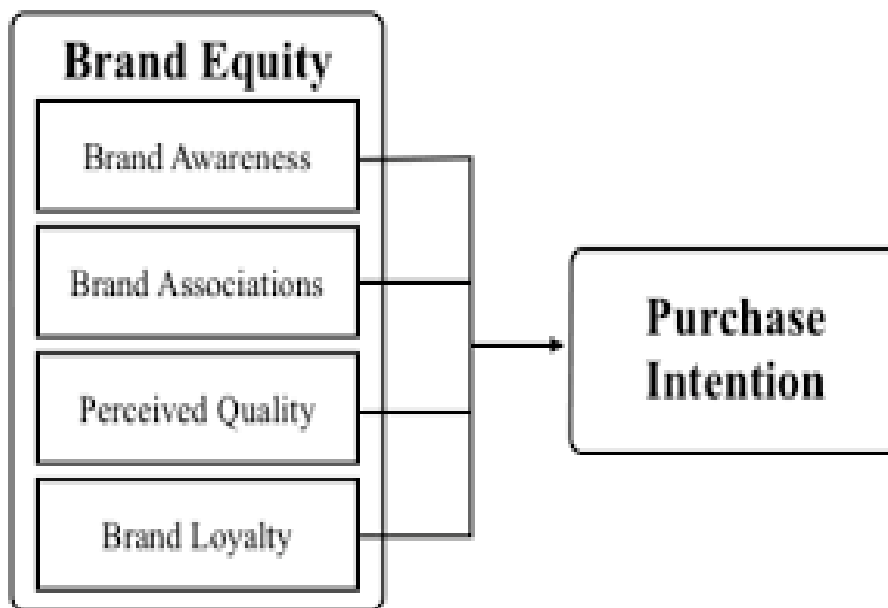 Brand Equity
Brand Awareness
Brand Associations
Perceived Quality
Brand Loyalty
Purchase
Intention